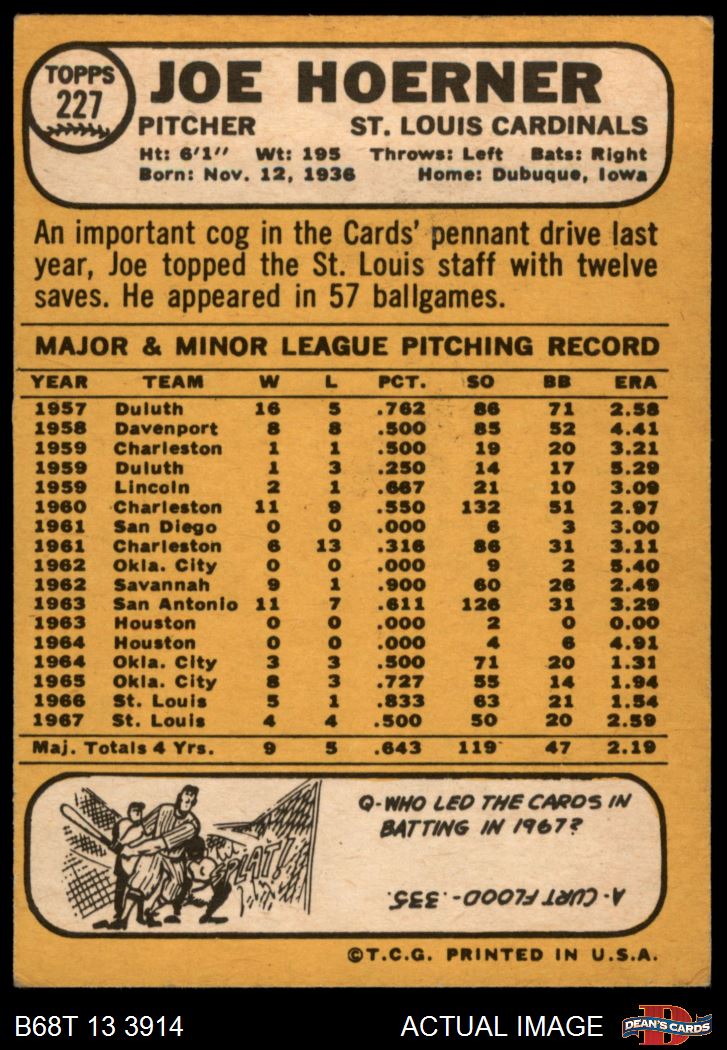 TOPPS
227
JOE HOERNER
PITCHER ST. LOUIS CARDINALS
Ht: 6'1" Wt: 195 Throws: Left Bats: Right
Born: Nov. 12, 1936 Home: Dubuque, Iowa
An important cog in the Cards' pennant drive last
year, Joe topped the St. Louis staff with twelve
saves. He appeared in 57 ballgames.
MAJOR & MINOR LEAGUE PITCHING RECORD
YEAR TEAM W L PCT. SO BB ERA
1957 Duluth 16 5 .762 86 71 2.58
1958 Davenport 8 8 .500 85 52 4.41
1959 Charleston 1 1 .500 19 20 3.21
1959 Duluth 1 3 .250 14 17 5.29
1959 Lincoln 2 1 .667 21 10 3.09
1960 Charleston 11 9 .550 132 51 2.97
1961 San Diego 0 0 .000 6 3 3.00
1961 Charleston 6 13 .316 86 31 3.11
1962 Okla. City 0 0 .000 9 2 5.40
1962 Savannah 9 1 .900 60 26 2.49
1963 San Antonio 11 7 .611 126 31 3.29
1963 Houston 0 0 .000 2 0 0.00
1964 Houston 0 0 .000 4 6 4.91
1964 Okla. City 3 3 .500 71 20 1.31
1965 Okla. City 8 3 .727 55 14 1.94
1966 St. Louis 5 1 .833 63 21 1.54
1967 St. Louis 4 4 .500 50 20 2.59
Maj. Totals 4 Yrs. 9 5 .643 119 47 2.19
SPLAT!
Q-WHO LED THE CARDS IN
BATTING IN 1967?
A-CURT FLOOD-.335.
©T.C.G. PRINTED IN U.S.A.
B68T 13 3914 ACTUAL IMAGE
D
DEAN'S CARDS